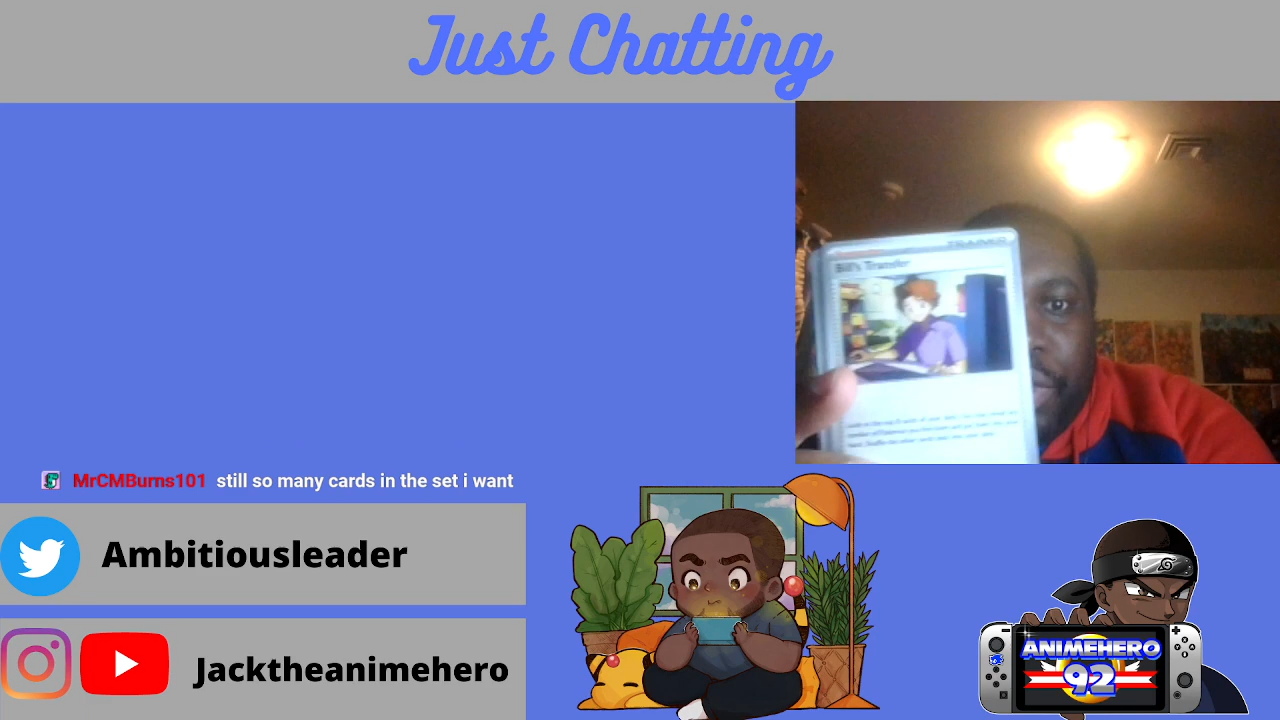 Just Chatting
TRAINER
Bill's Transfer
MrCMBurns101 still so many cards in the set i want
Ambitiousleader
Jacktheanimehero
ANIMEHERO
92